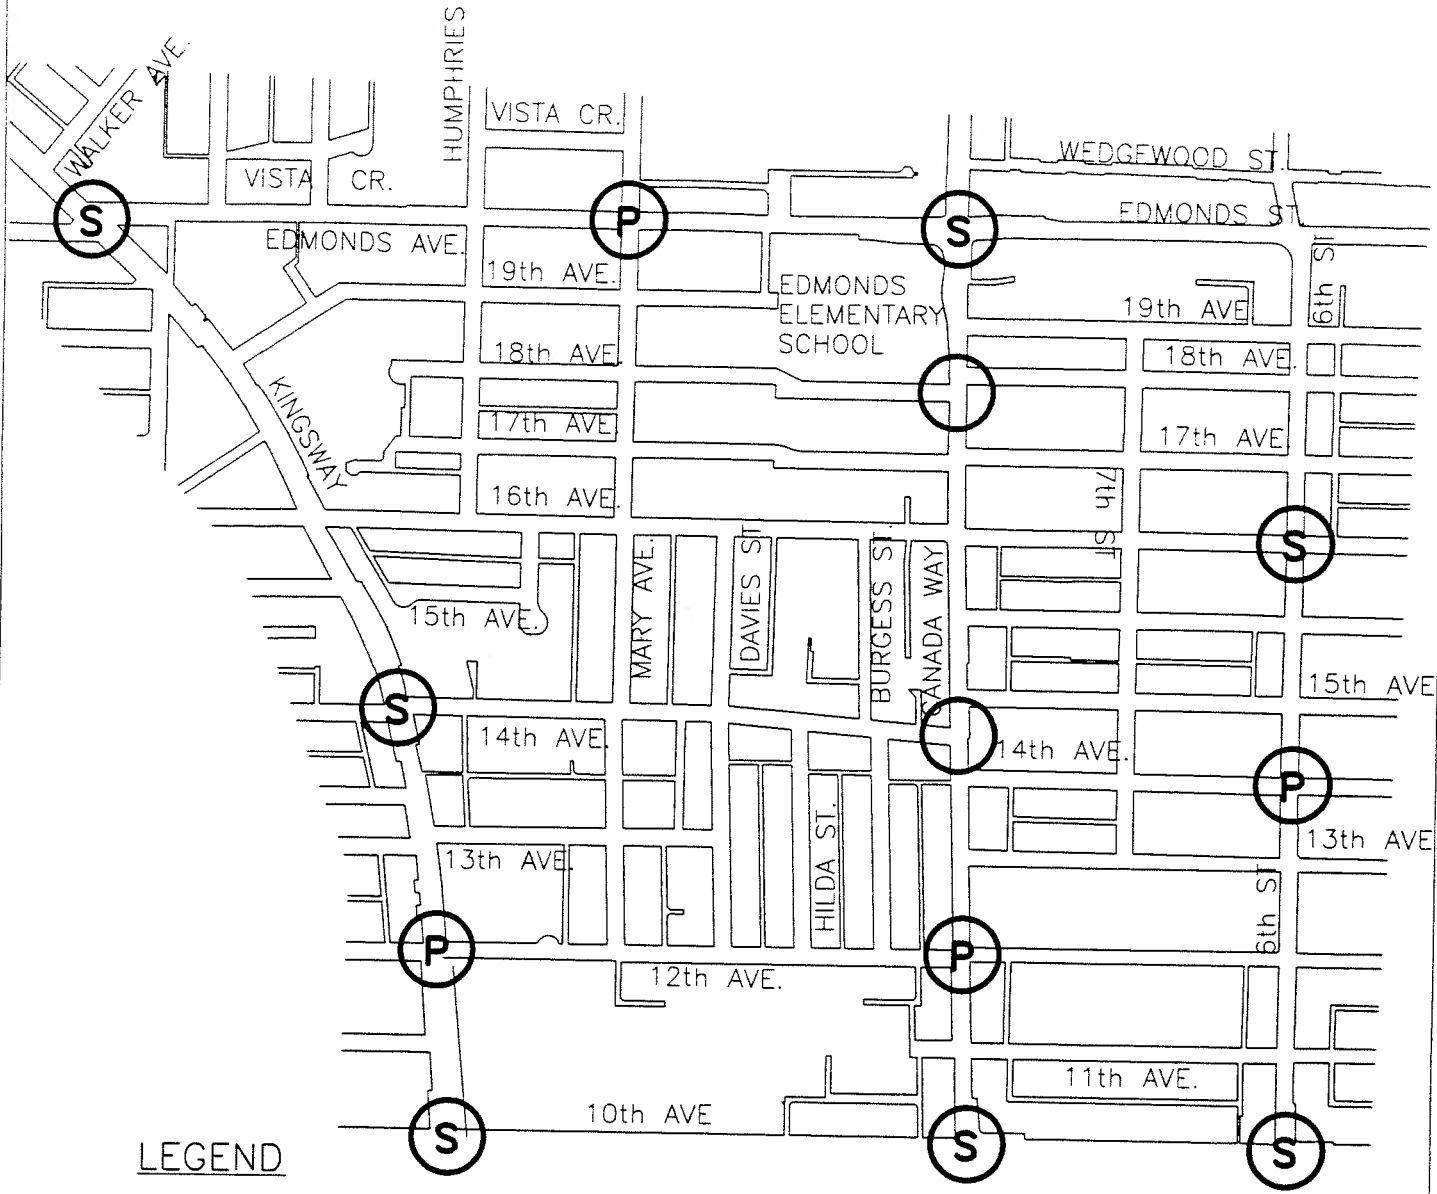 HUMPHRIES
WALKER AVE.
VISTA CR.
VISTA CR.
WEDGEWOOD ST.
S
P
S
EDMONDS ST.
EDMONDS AVE.
19th AVE.
EDMONDS
ELEMENTARY
SCHOOL
19th AVE
6th ST
18th AVE.
18th AVE.
KINGSWAY
17th AVE
17th AVE
16th AVE.
7th ST
S
MARY AVE.
DAVIES ST
BURGESS ST.
CANADA WAY
15th AVE.
15th AVE
S
14th AVE.
14th AVE.
P
HILDA ST.
13th AVE.
13th AVE
6th ST
P
P
12th AVE.
11th AVE.
10th AVE
S
S
S
LEGEND